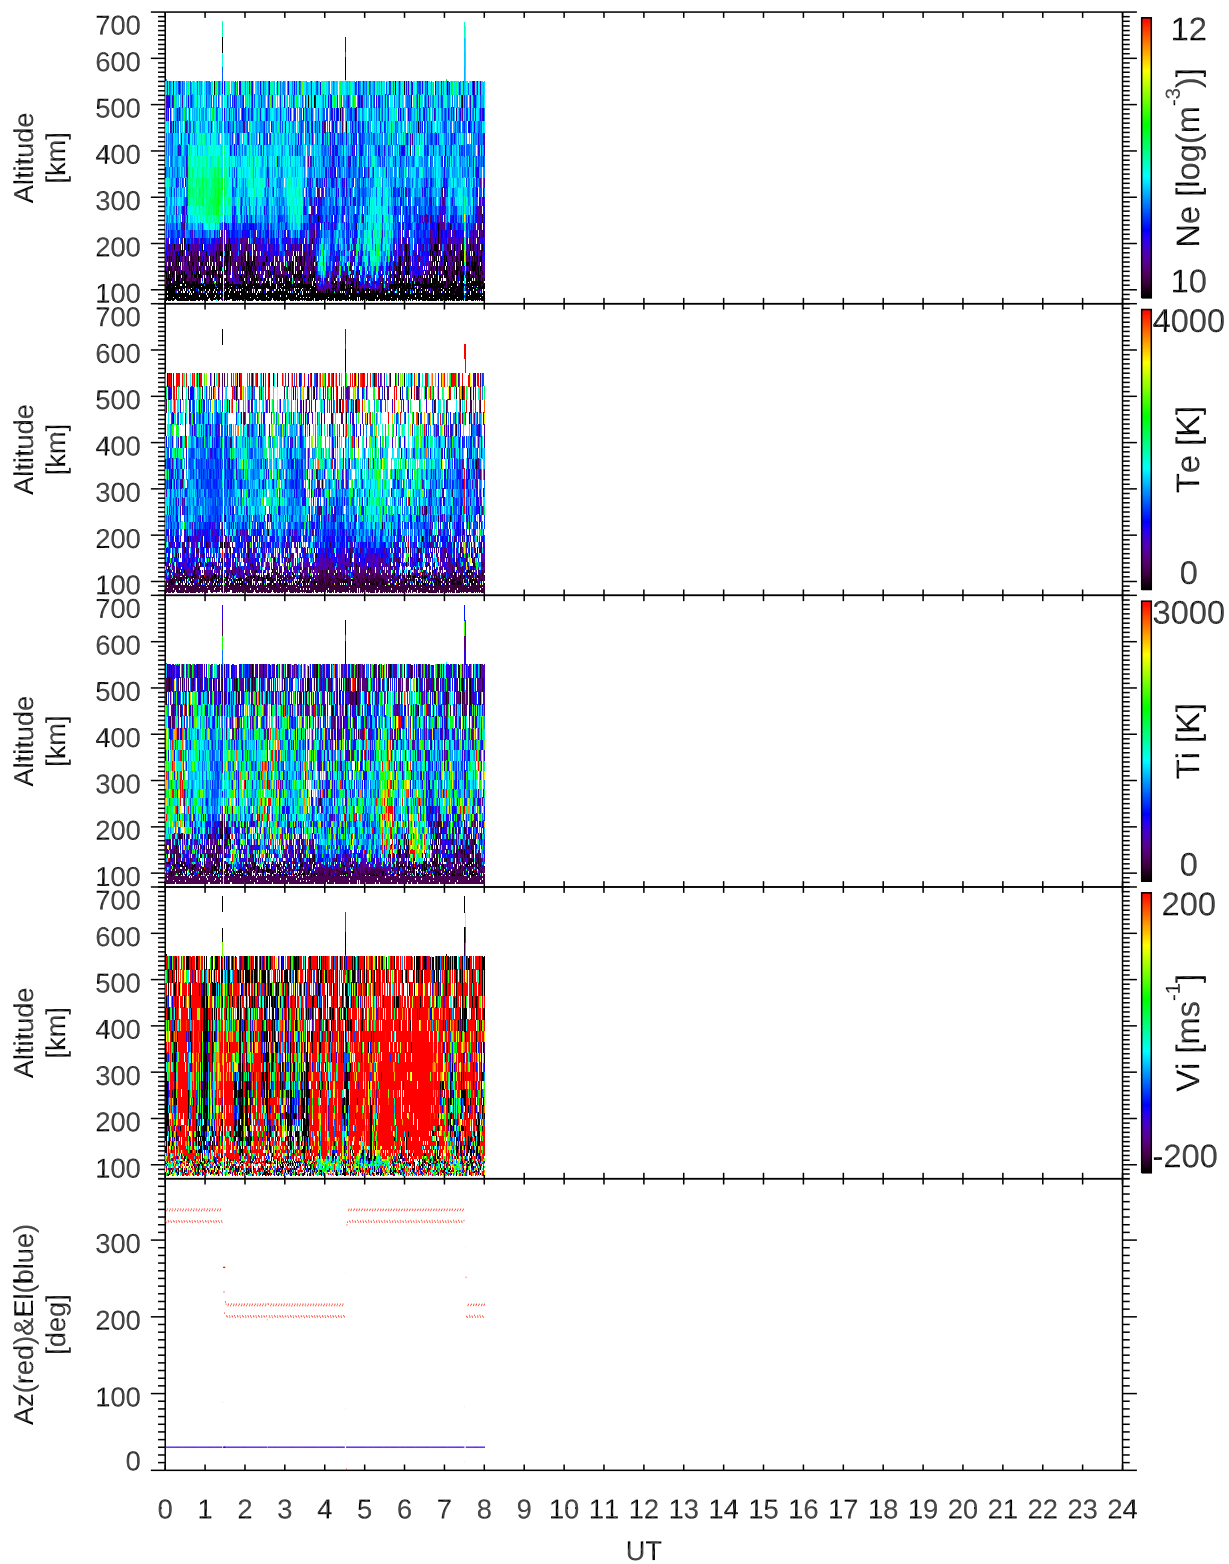 700
600
500
400
300
200
100
Altitude
[km]
12
Ne [log(m⁻³)]
10
700
600
500
400
300
200
100
Altitude
[km]
4000
Te [K]
0
700
600
500
400
300
200
100
Altitude
[km]
3000
Ti [K]
0
700
600
500
400
300
200
100
Altitude
[km]
200
Vi [ms⁻¹]
-200
300
200
100
0
Az(red)&El(blue)
[deg]
0 1 2 3 4 5 6 7 8 9 10 11 12 13 14 15 16 17 18 19 20 21 22 23 24
UT